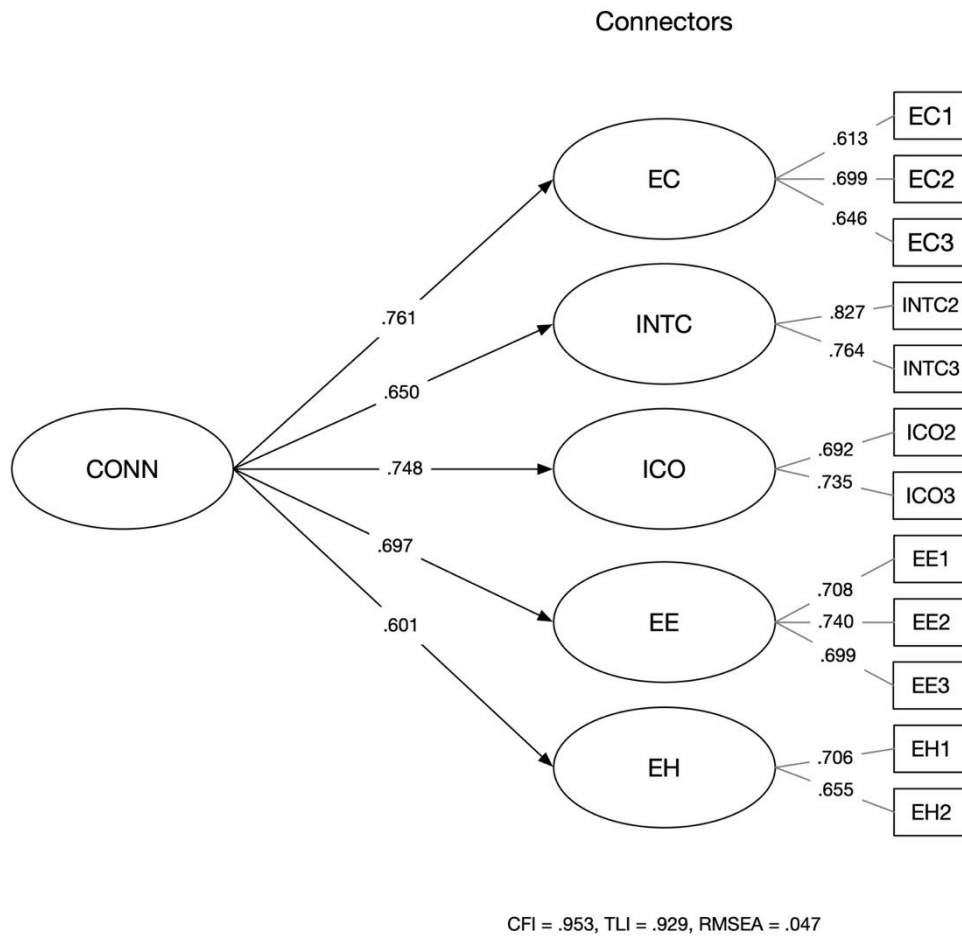 Connectors
EC1
.613
EC
.699
EC2
.646
EC3
.761
INTC
.827
INTC2
.764
INTC3
.650
CONN
.748
ICO
.692
ICO2
.735
ICO3
.697
EE1
.708
EE
.740
EE2
.699
EE3
.601
EH
.706
EH1
.655
EH2
CFI = .953, TLI = .929, RMSEA = .047